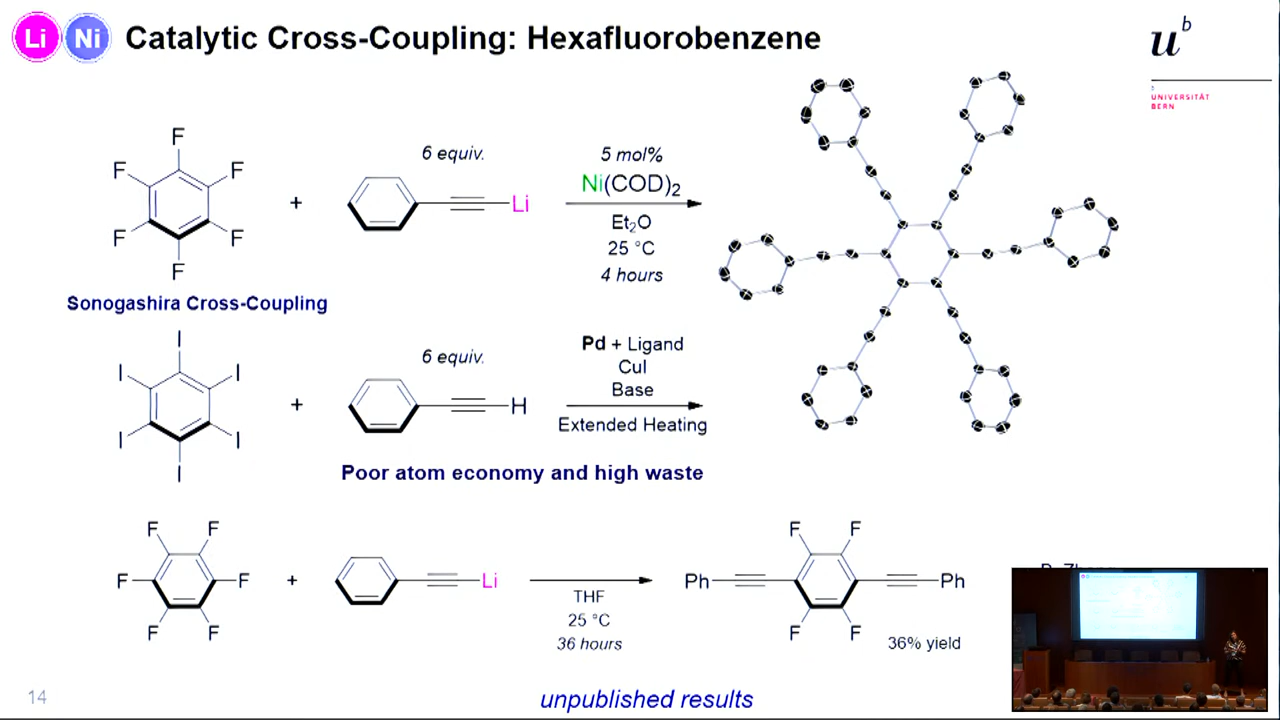 Li Ni Catalytic Cross-Coupling: Hexafluorobenzene
u b
UNIVERSITÄT
BERN
F
F F
F F
F
+
6 equiv.
Li
5 mol%
Ni(COD)2
Et2O
25 °C
4 hours
Sonogashira Cross-Coupling
I
I I
I I
I
+
6 equiv.
H
Pd + Ligand
CuI
Base
Extended Heating
Poor atom economy and high waste
F F
F F
F F
+
Li
THF
25 °C
36 hours
F F
Ph Ph
F F
36% yield
14
unpublished results